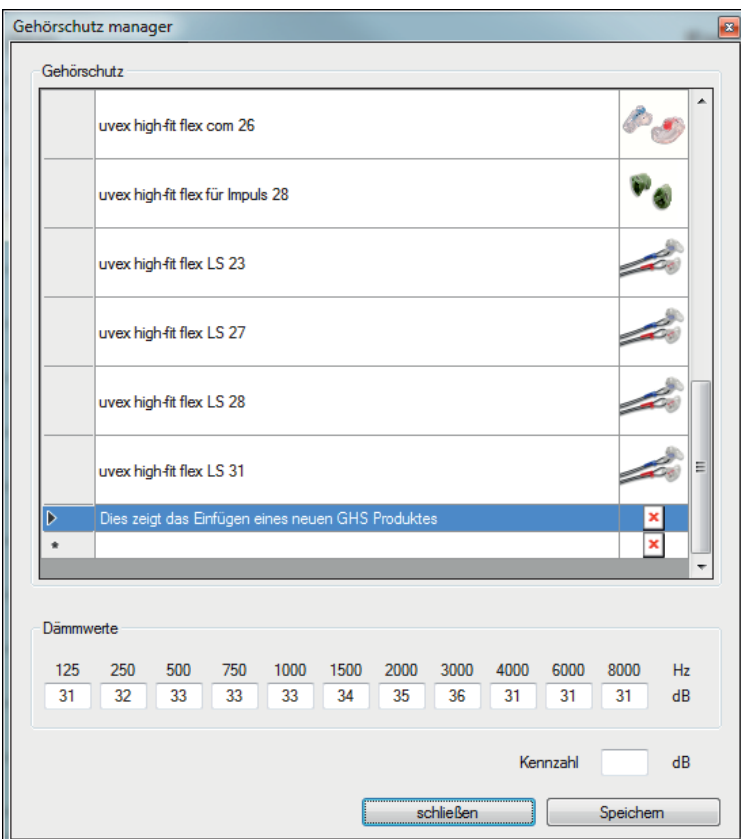 Gehörschutz manager
Gehörschutz
uvex high-fit flex com 26
uvex high-fit flex für Impuls 28
uvex high-fit flex LS 23
uvex high-fit flex LS 27
uvex high-fit flex LS 28
uvex high-fit flex LS 31
Dies zeigt das Einfügen eines neuen GHS Produktes
*
Dämmwerte
125 250 500 750 1000 1500 2000 3000 4000 6000 8000 Hz
31 32 33 33 33 34 35 36 31 31 31 dB
Kennzahl dB
schließen Speichern